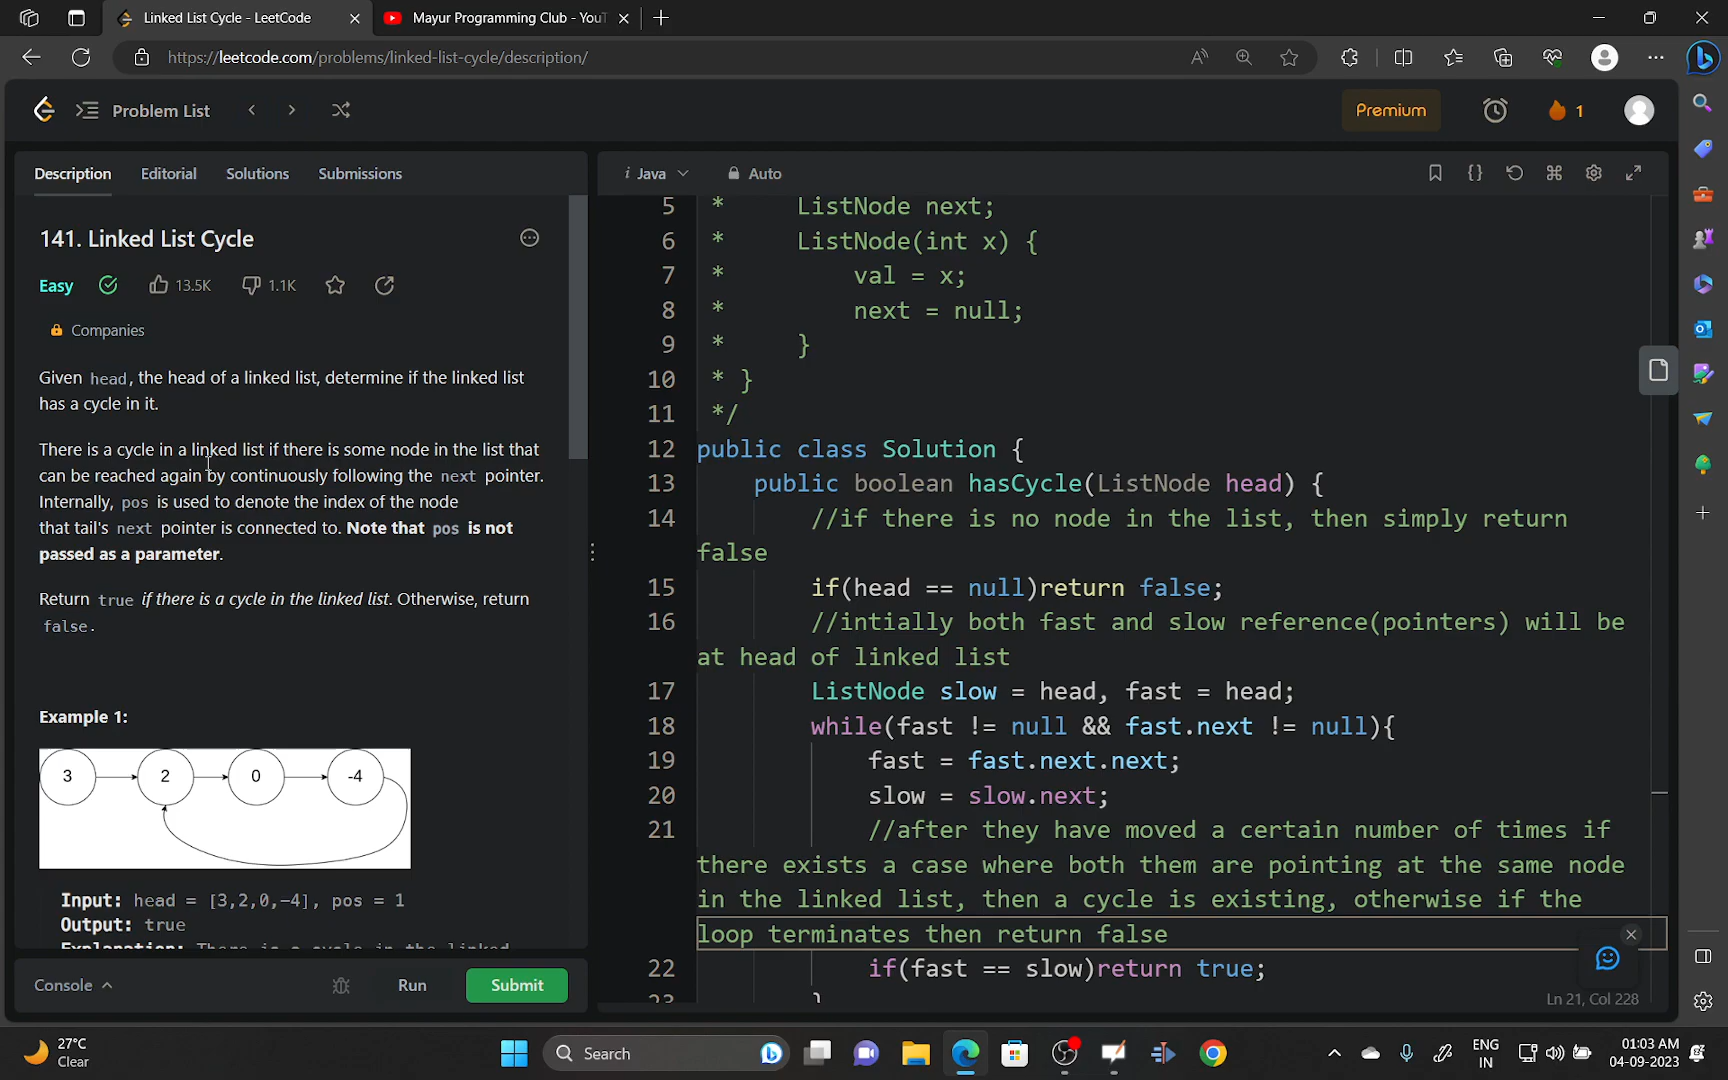 Linked List Cycle - LeetCode
Mayur Programming Club - YouT
https://leetcode.com/problems/linked-list-cycle/description/
Problem List
Premium
1
Description Editorial Solutions Submissions
141. Linked List Cycle
Easy 13.5K 1.1K
Companies
Given head, the head of a linked list, determine if the linked list
has a cycle in it.
There is a cycle in a linked list if there is some node in the list that
can be reached again by continuously following the next pointer.
Internally, pos is used to denote the index of the node
that tail's next pointer is connected to. Note that pos is not
passed as a parameter.
Return true if there is a cycle in the linked list. Otherwise, return
false.
Example 1:
3 2 0 -4
Input: head = [3,2,0,-4], pos = 1
Output: true
Explanation: There is a cycle in the linked
Console
Run
Submit
i Java Auto
5 * ListNode next;
6 * ListNode(int x) {
7 * val = x;
8 * next = null;
9 * }
10 * }
11 */
12 public class Solution {
13 public boolean hasCycle(ListNode head) {
14 //if there is no node in the list, then simply return
false
15 if(head == null)return false;
16 //intially both fast and slow reference(pointers) will be
at head of linked list
17 ListNode slow = head, fast = head;
18 while(fast != null && fast.next != null){
19 fast = fast.next.next;
20 slow = slow.next;
21 //after they have moved a certain number of times if
there exists a case where both them are pointing at the same node
in the linked list, then a cycle is existing, otherwise if the
loop terminates then return false
22 if(fast == slow)return true;
23 }
Ln 21, Col 228
27°C
Clear
Search
ENG
IN
01:03 AM
04-09-2023